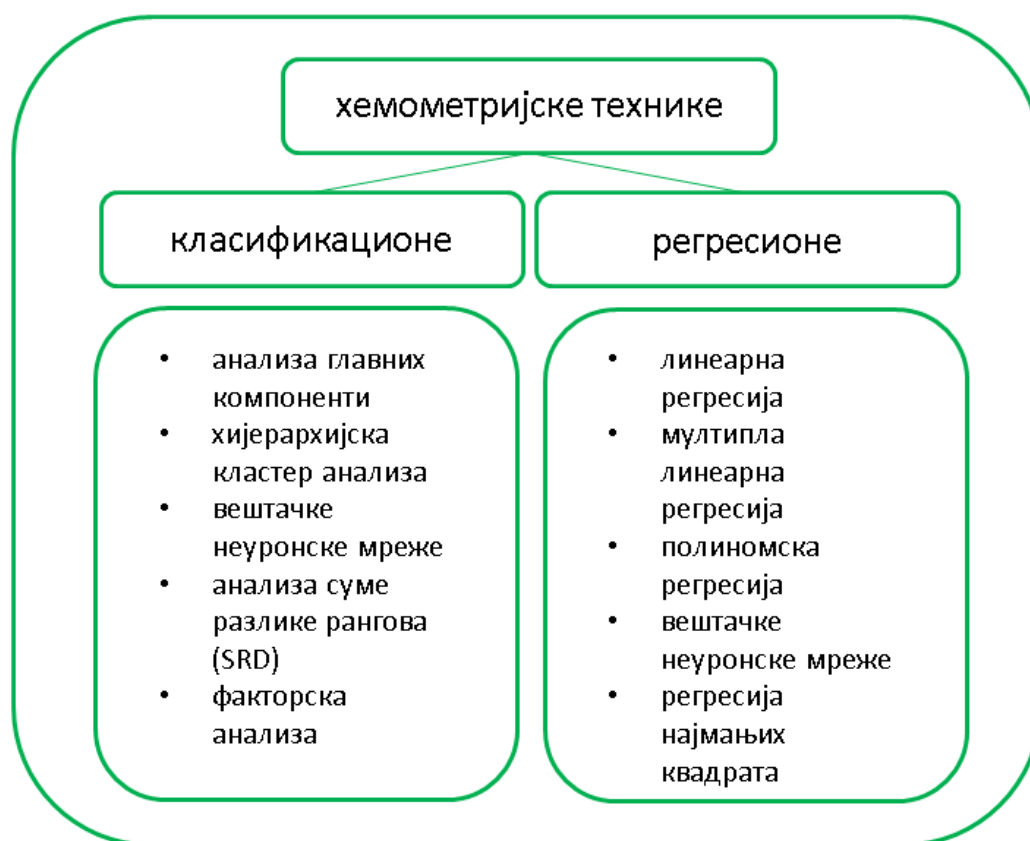 хемометријске технике
класификационе
регресионе
• анализа главних
компоненти
• хијерархијска
кластер анализа
• вештачке
неуронске мреже
• анализа суме
разлике рангова
(SRD)
• факторска
анализа
• линеарна
регресија
• мултипла
линеарна
регресија
• полиномска
регресија
• вештачке
неуронске мреже
• регресија
најмањих
квадрата